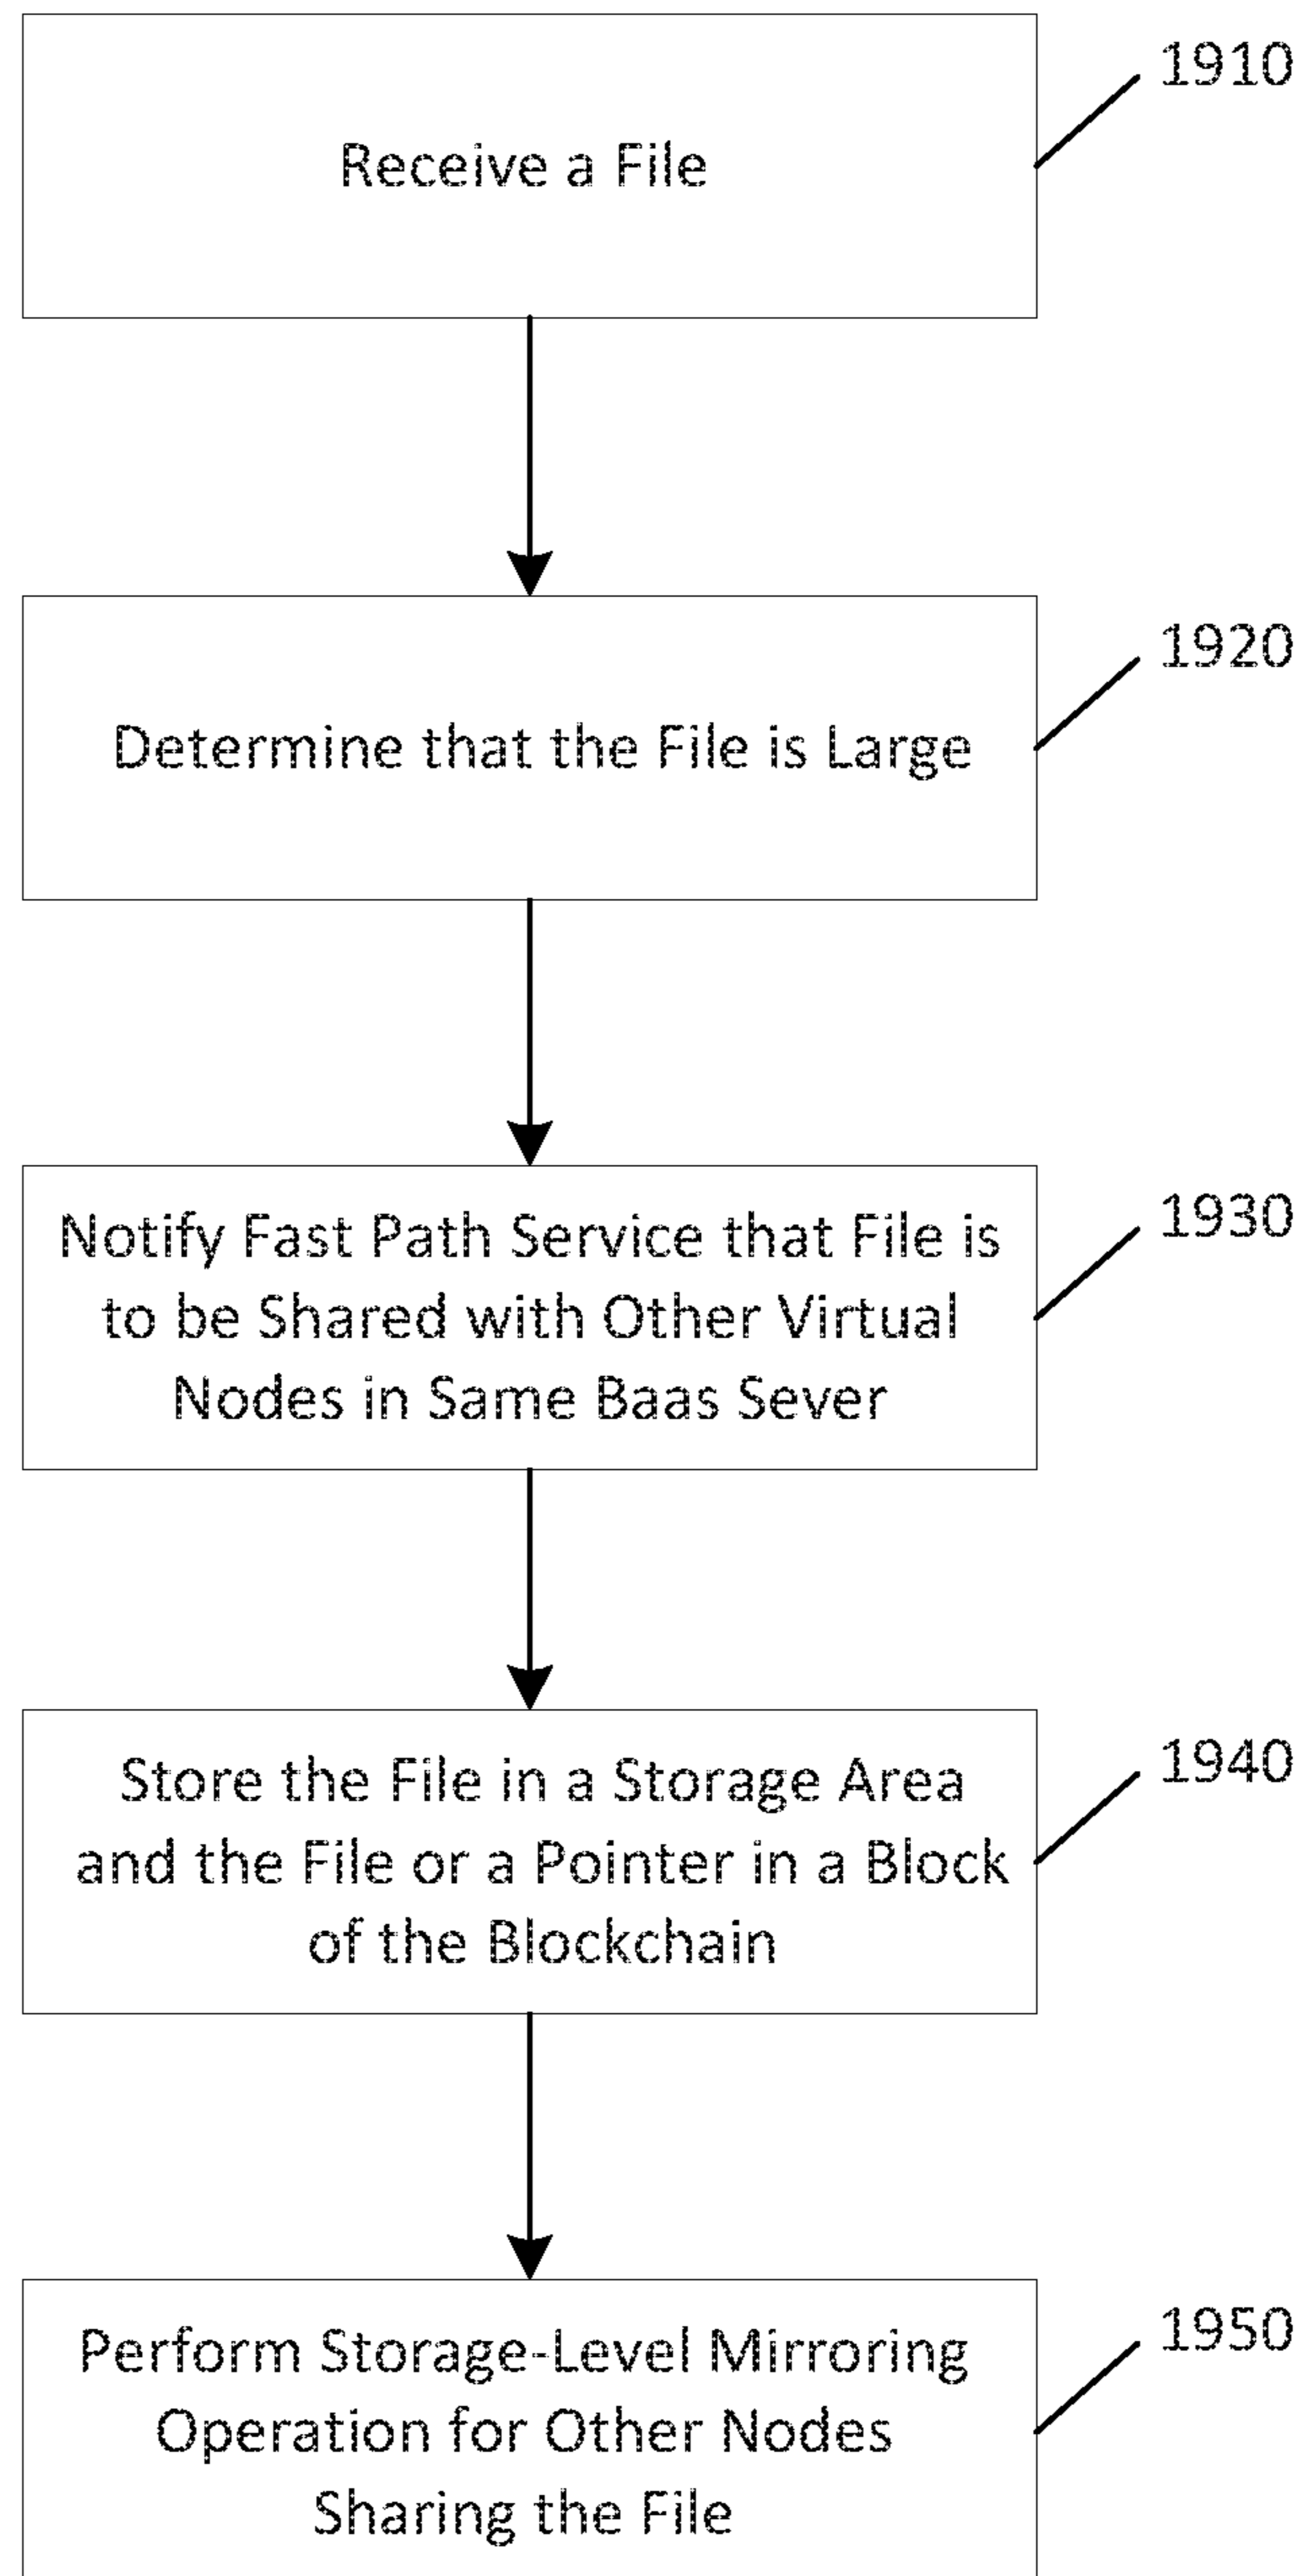 Receive a File
1910
Determine that the File is Large
1920
Notify Fast Path Service that File is
to be Shared with Other Virtual
Nodes in Same Baas Sever
1930
Store the File in a Storage Area
and the File or a Pointer in a Block
of the Blockchain
1940
Perform Storage-Level Mirroring
Operation for Other Nodes
Sharing the File
1950